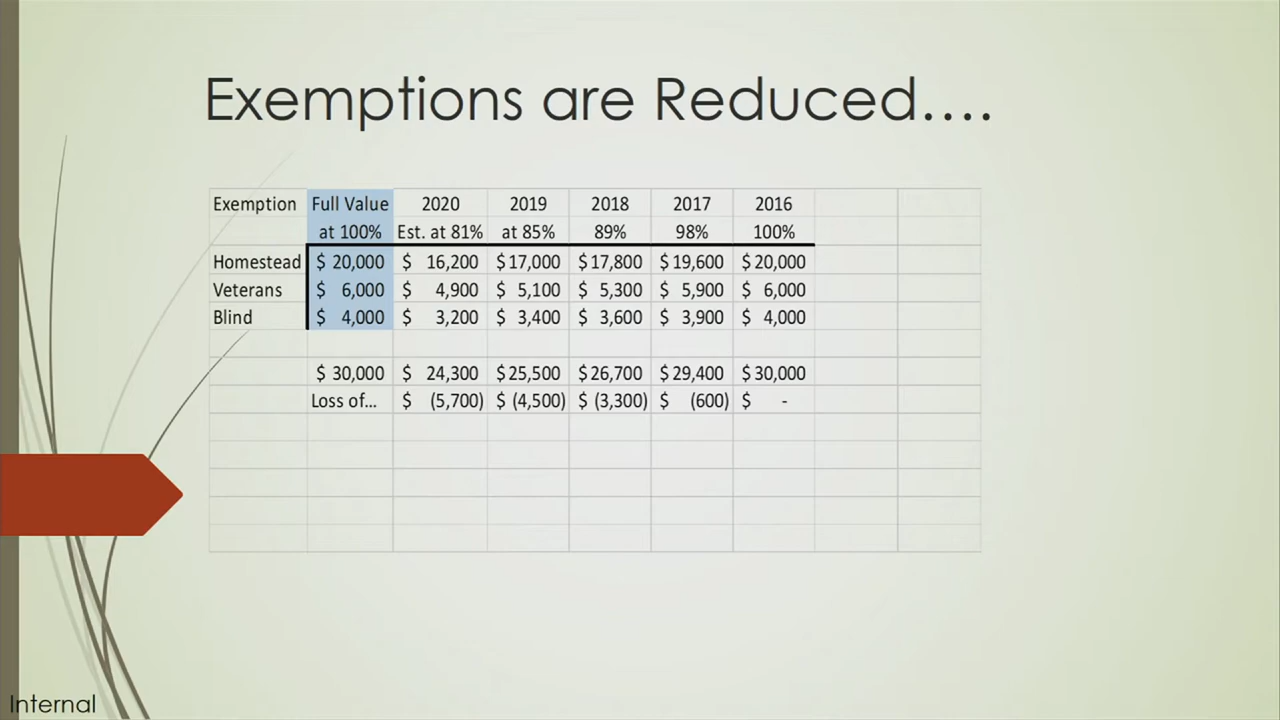 Exemptions are Reduced....
Exemption Full Value 2020 2019 2018 2017 2016
at 100% Est. at 81% at 85% 89% 98% 100%
Homestead $ 20,000 $ 16,200 $ 17,000 $ 17,800 $ 19,600 $ 20,000
Veterans $ 6,000 $ 4,900 $ 5,100 $ 5,300 $ 5,900 $ 6,000
Blind $ 4,000 $ 3,200 $ 3,400 $ 3,600 $ 3,900 $ 4,000
$ 30,000 $ 24,300 $ 25,500 $ 26,700 $ 29,400 $ 30,000
Loss of... $ (5,700) $ (4,500) $ (3,300) $ (600) $ -
Internal